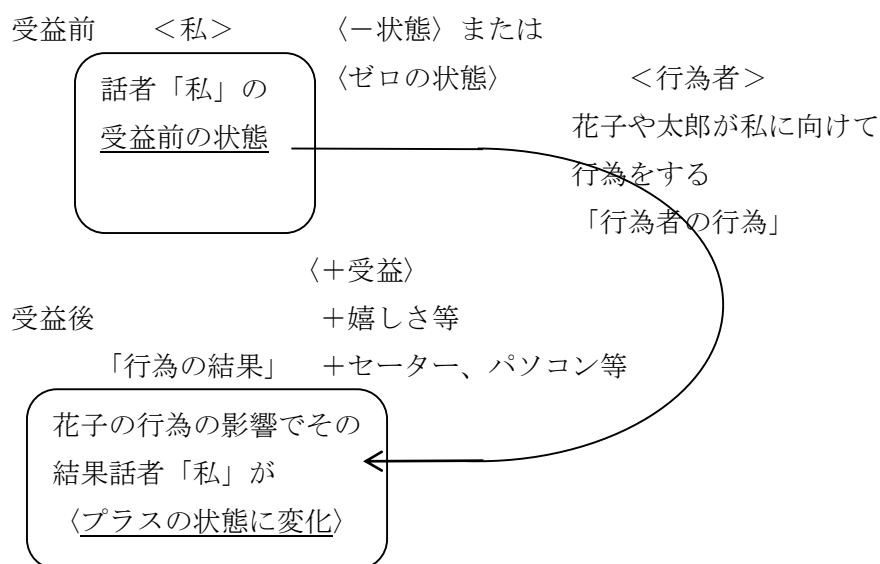 受益前　<私>　〈－状態〉または
話者「私」の　〈ゼロの状態〉　<行為者>
受益前の状態　花子や太郎が私に向けて
行為をする
「行為者の行為」
〈＋受益〉
受益後　＋嬉しさ等
「行為の結果」　＋セーター、パソコン等
花子の行為の影響でその
結果話者「私」が
〈プラスの状態に変化〉